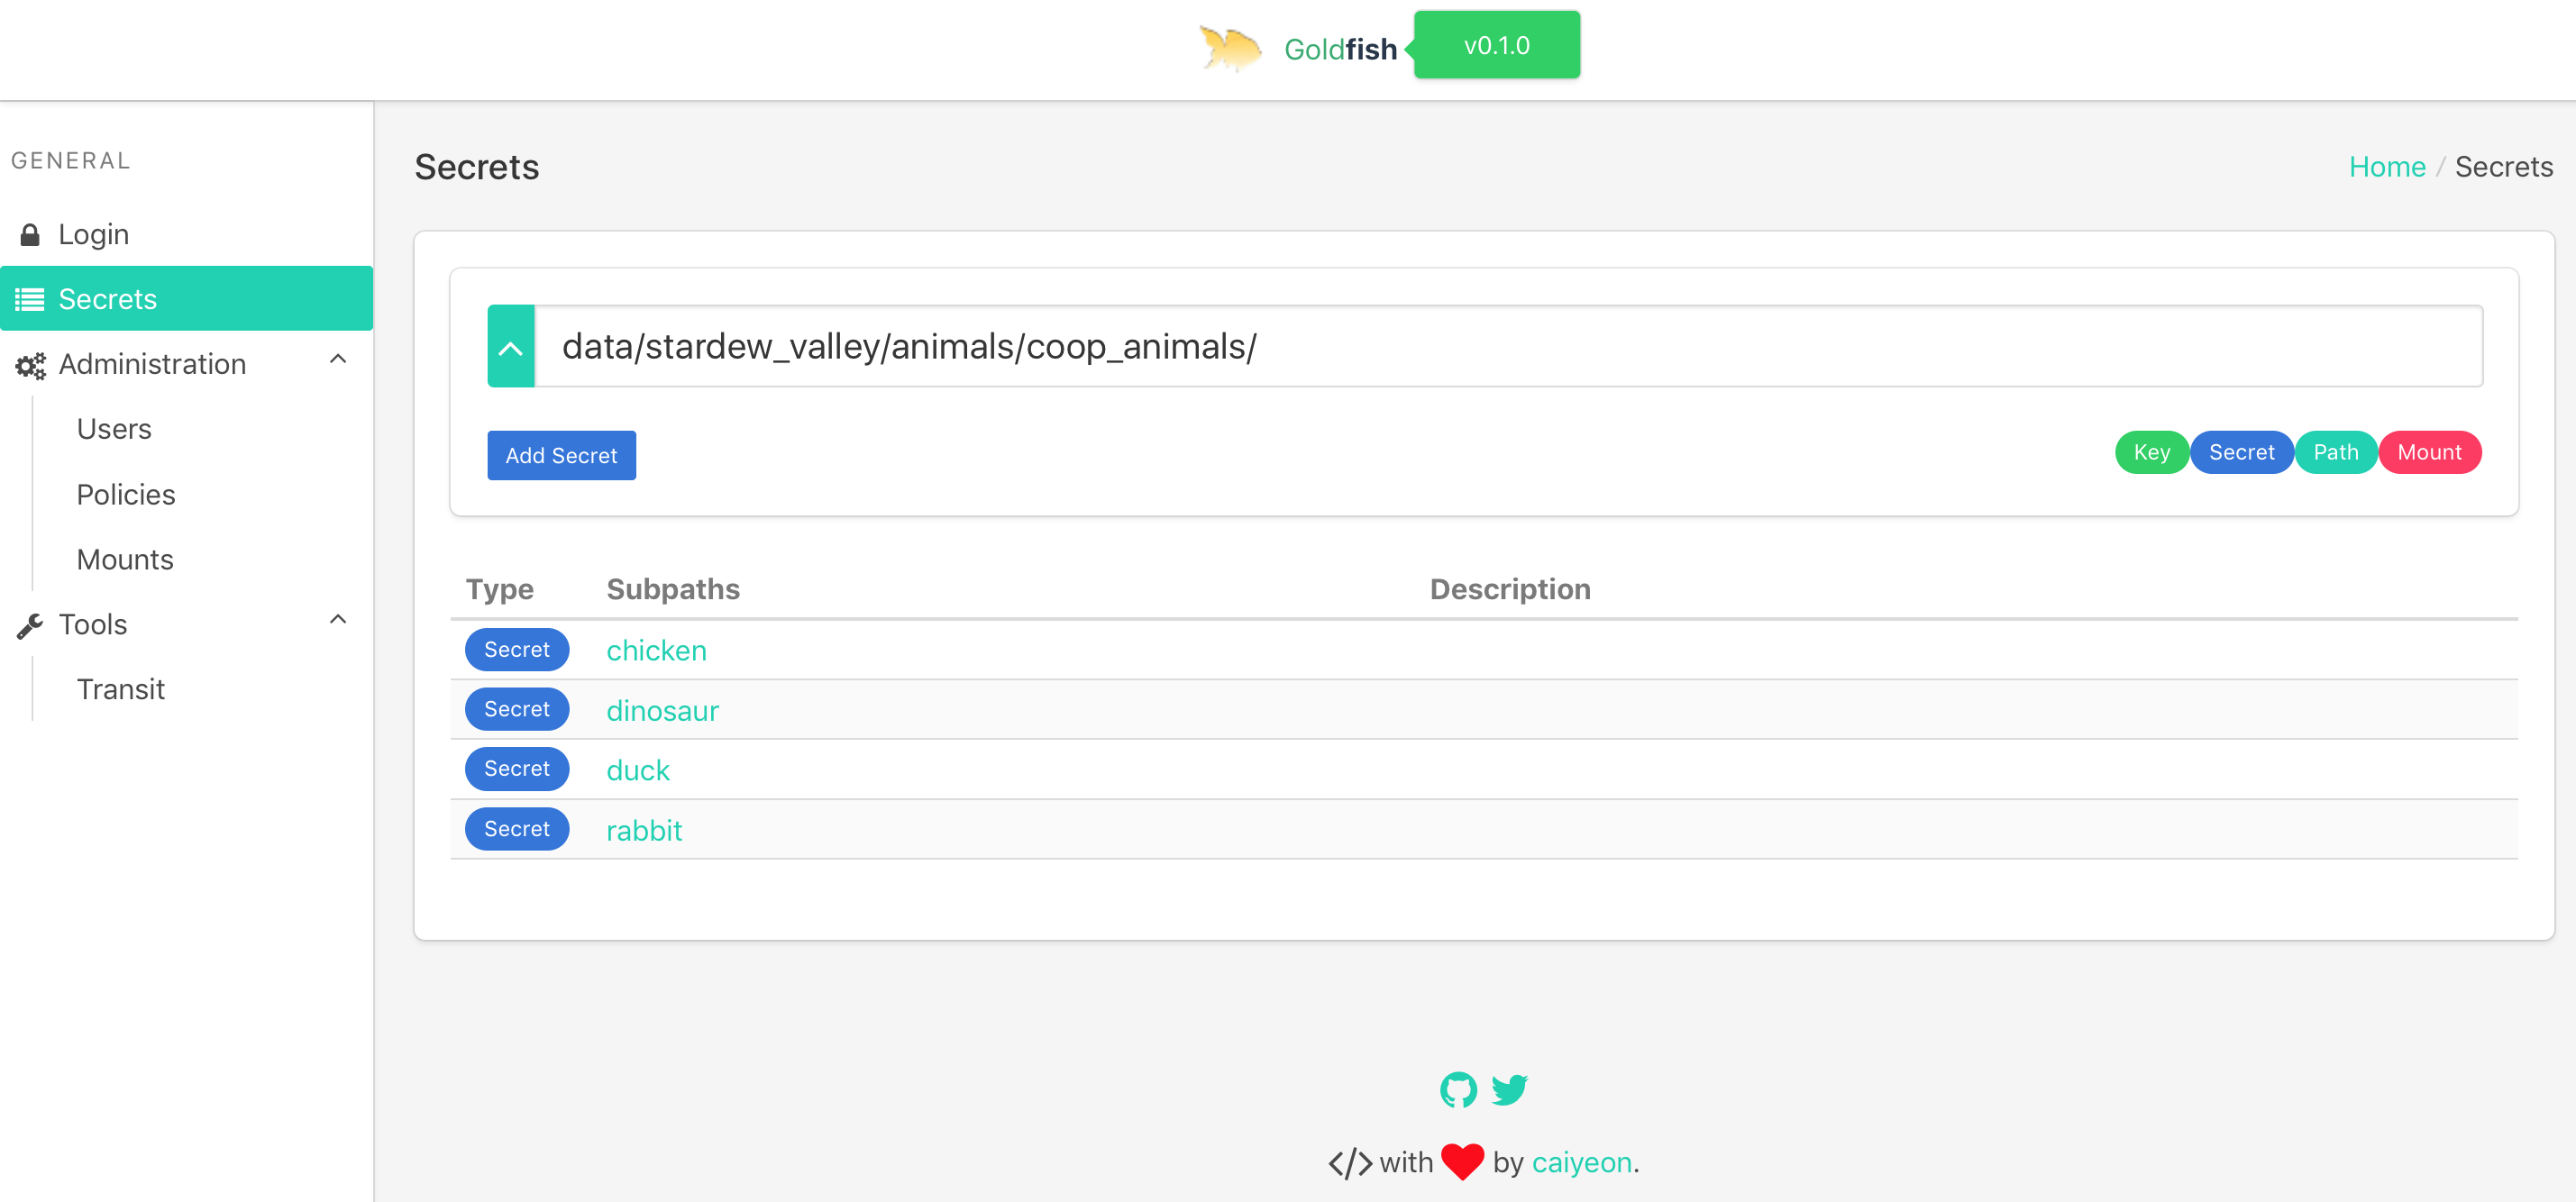 Goldfish v0.1.0
GENERAL
Login
Secrets
Administration
Users
Policies
Mounts
Tools
Transit
Secrets
Home / Secrets
data/stardew_valley/animals/coop_animals/
Add Secret
Key Secret Path Mount
Type Subpaths Description
Secret chicken
Secret dinosaur
Secret duck
Secret rabbit
</> with by caiyeon.